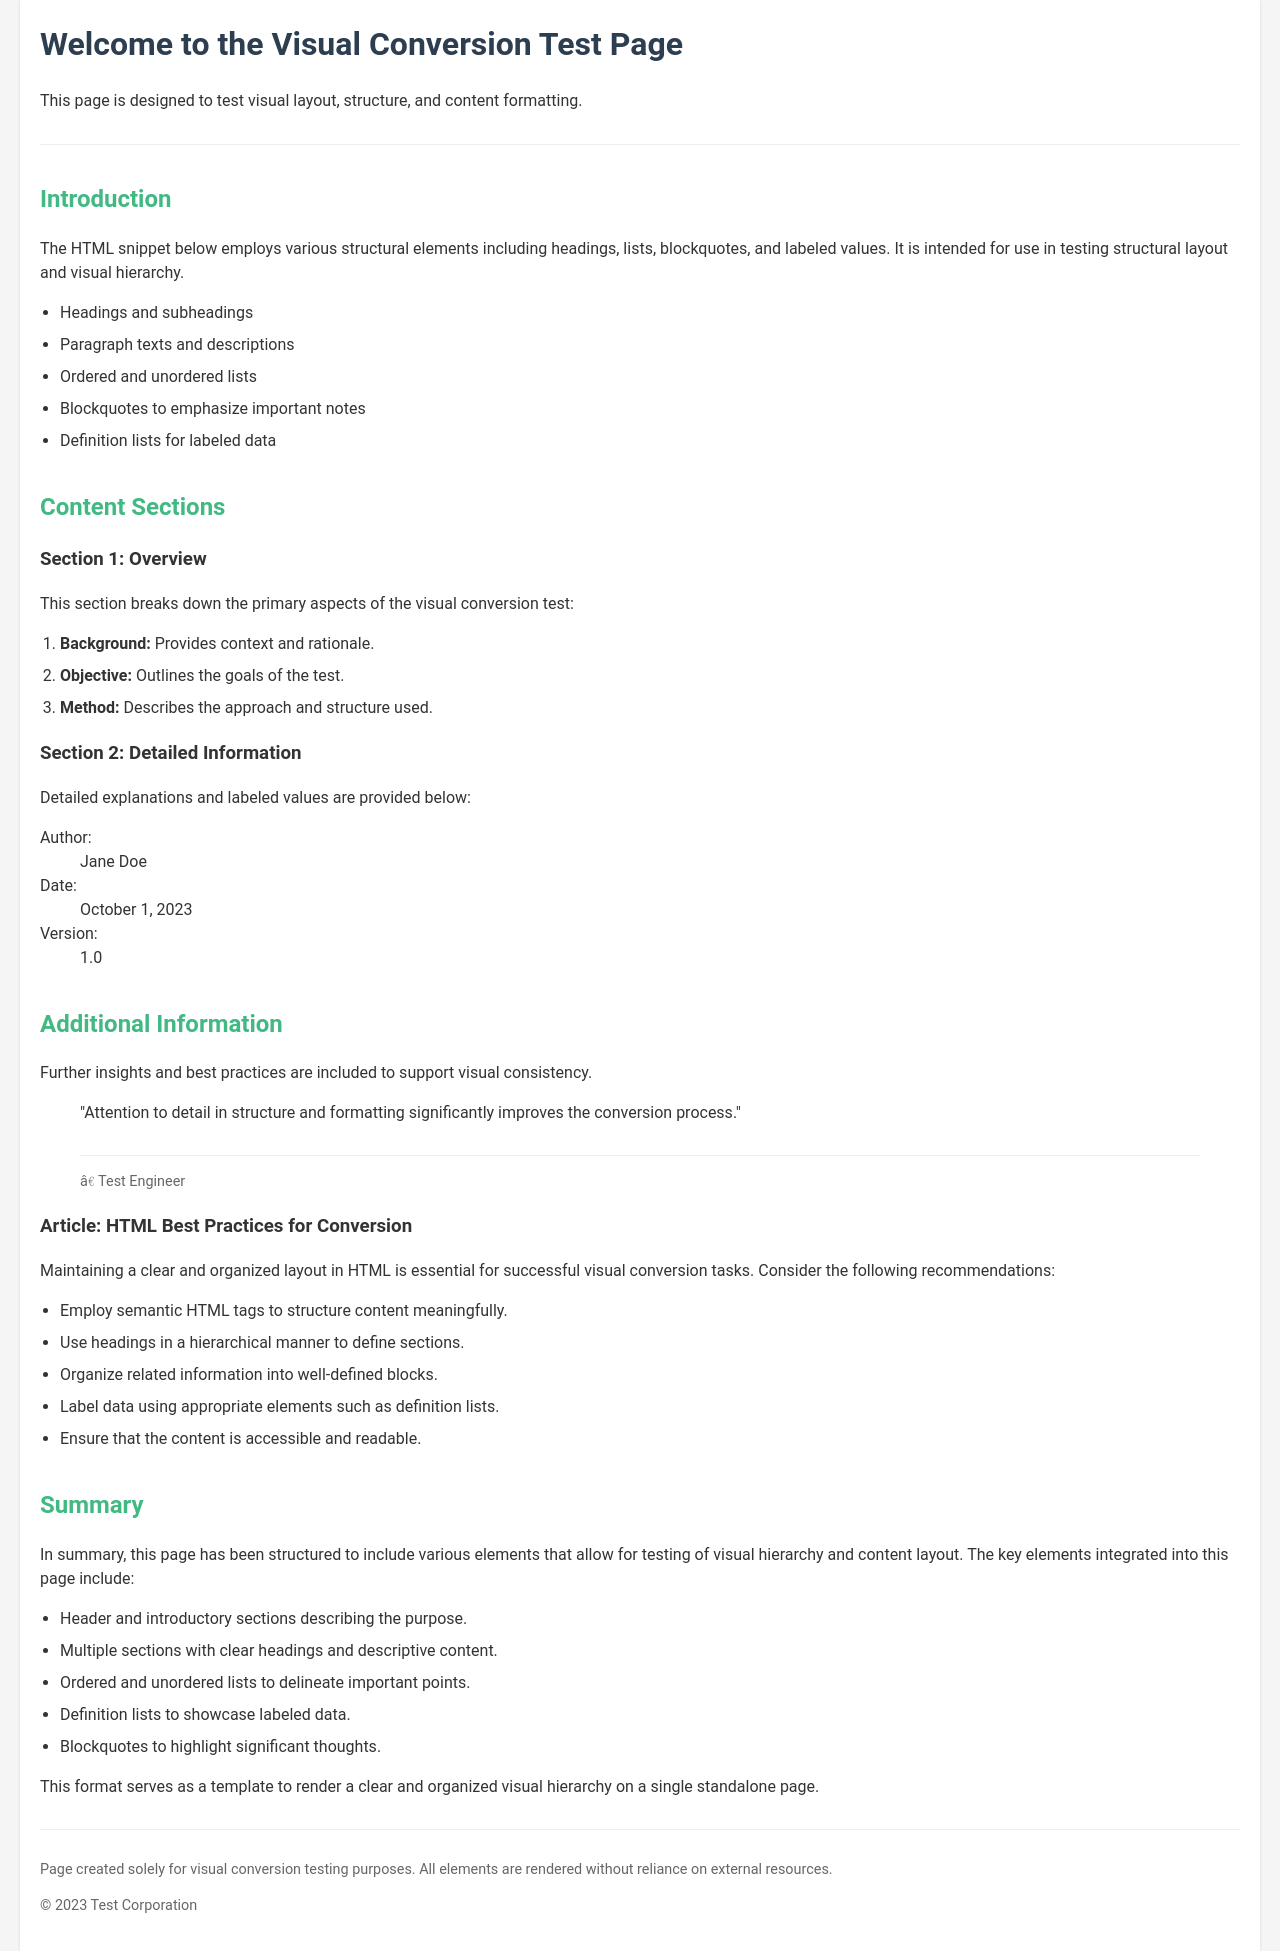 Welcome to the Visual Conversion Test Page
This page is designed to test visual layout, structure, and content formatting.
Introduction
The HTML snippet below employs various structural elements including headings, lists, blockquotes, and labeled values. It is intended for use in testing structural layout
and visual hierarchy.
• Headings and subheadings
• Paragraph texts and descriptions
• Ordered and unordered lists
• Blockquotes to emphasize important notes
• Definition lists for labeled data
Content Sections
Section 1: Overview
This section breaks down the primary aspects of the visual conversion test:
1. Background: Provides context and rationale.
2. Objective: Outlines the goals of the test.
3. Method: Describes the approach and structure used.
Section 2: Detailed Information
Detailed explanations and labeled values are provided below:
Author:
Jane Doe
Date:
October 1, 2023
Version:
1.0
Additional Information
Further insights and best practices are included to support visual consistency.
"Attention to detail in structure and formatting significantly improves the conversion process."
â€ Test Engineer
Article: HTML Best Practices for Conversion
Maintaining a clear and organized layout in HTML is essential for successful visual conversion tasks. Consider the following recommendations:
• Employ semantic HTML tags to structure content meaningfully.
• Use headings in a hierarchical manner to define sections.
• Organize related information into well-defined blocks.
• Label data using appropriate elements such as definition lists.
• Ensure that the content is accessible and readable.
Summary
In summary, this page has been structured to include various elements that allow for testing of visual hierarchy and content layout. The key elements integrated into this
page include:
• Header and introductory sections describing the purpose.
• Multiple sections with clear headings and descriptive content.
• Ordered and unordered lists to delineate important points.
• Definition lists to showcase labeled data.
• Blockquotes to highlight significant thoughts.
This format serves as a template to render a clear and organized visual hierarchy on a single standalone page.
Page created solely for visual conversion testing purposes. All elements are rendered without reliance on external resources.
© 2023 Test Corporation